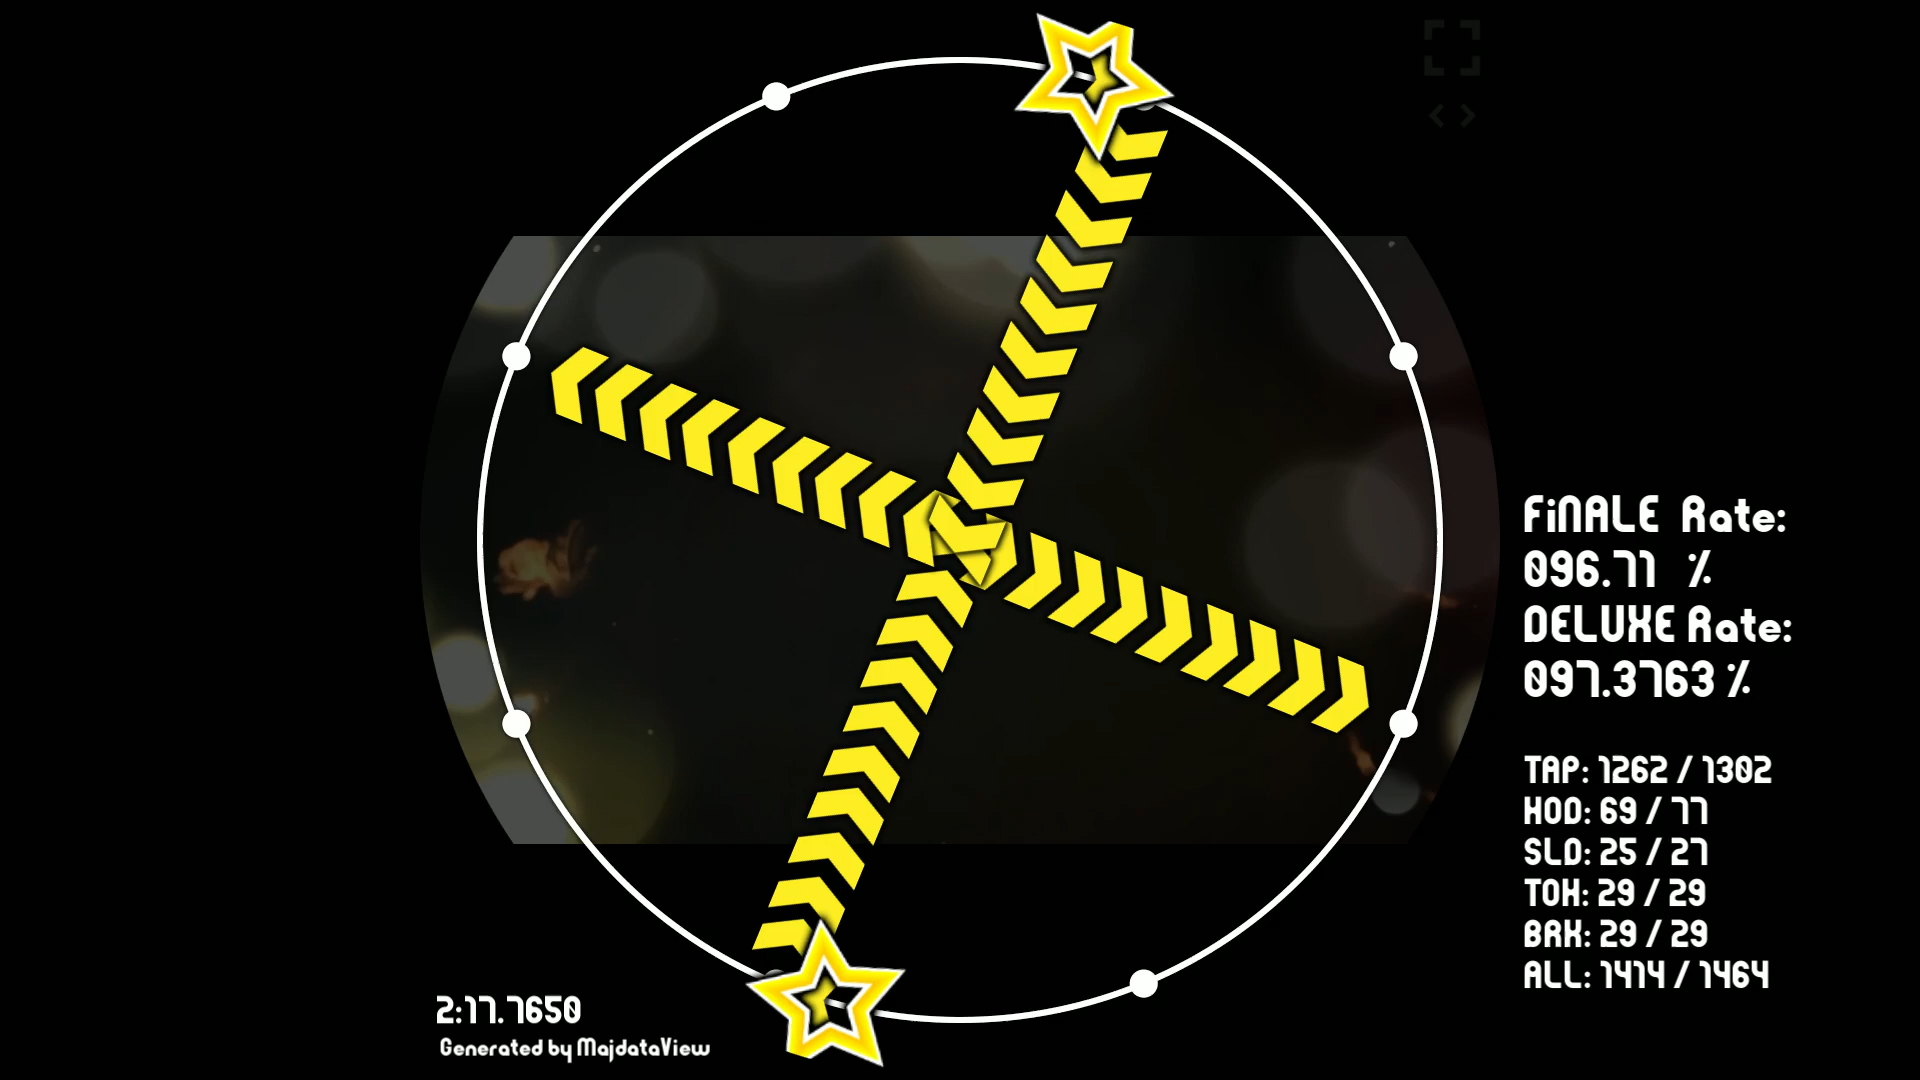 FiNALE Rate:
096.71 %
DELUXE Rate:
097.3763 %
TAP: 1262 / 1302
HOD: 69 / 77
SLD: 25 / 27
TOH: 29 / 29
BRK: 29 / 29
ALL: 1414 / 1464
2:17.7650
Generated by MajdataView